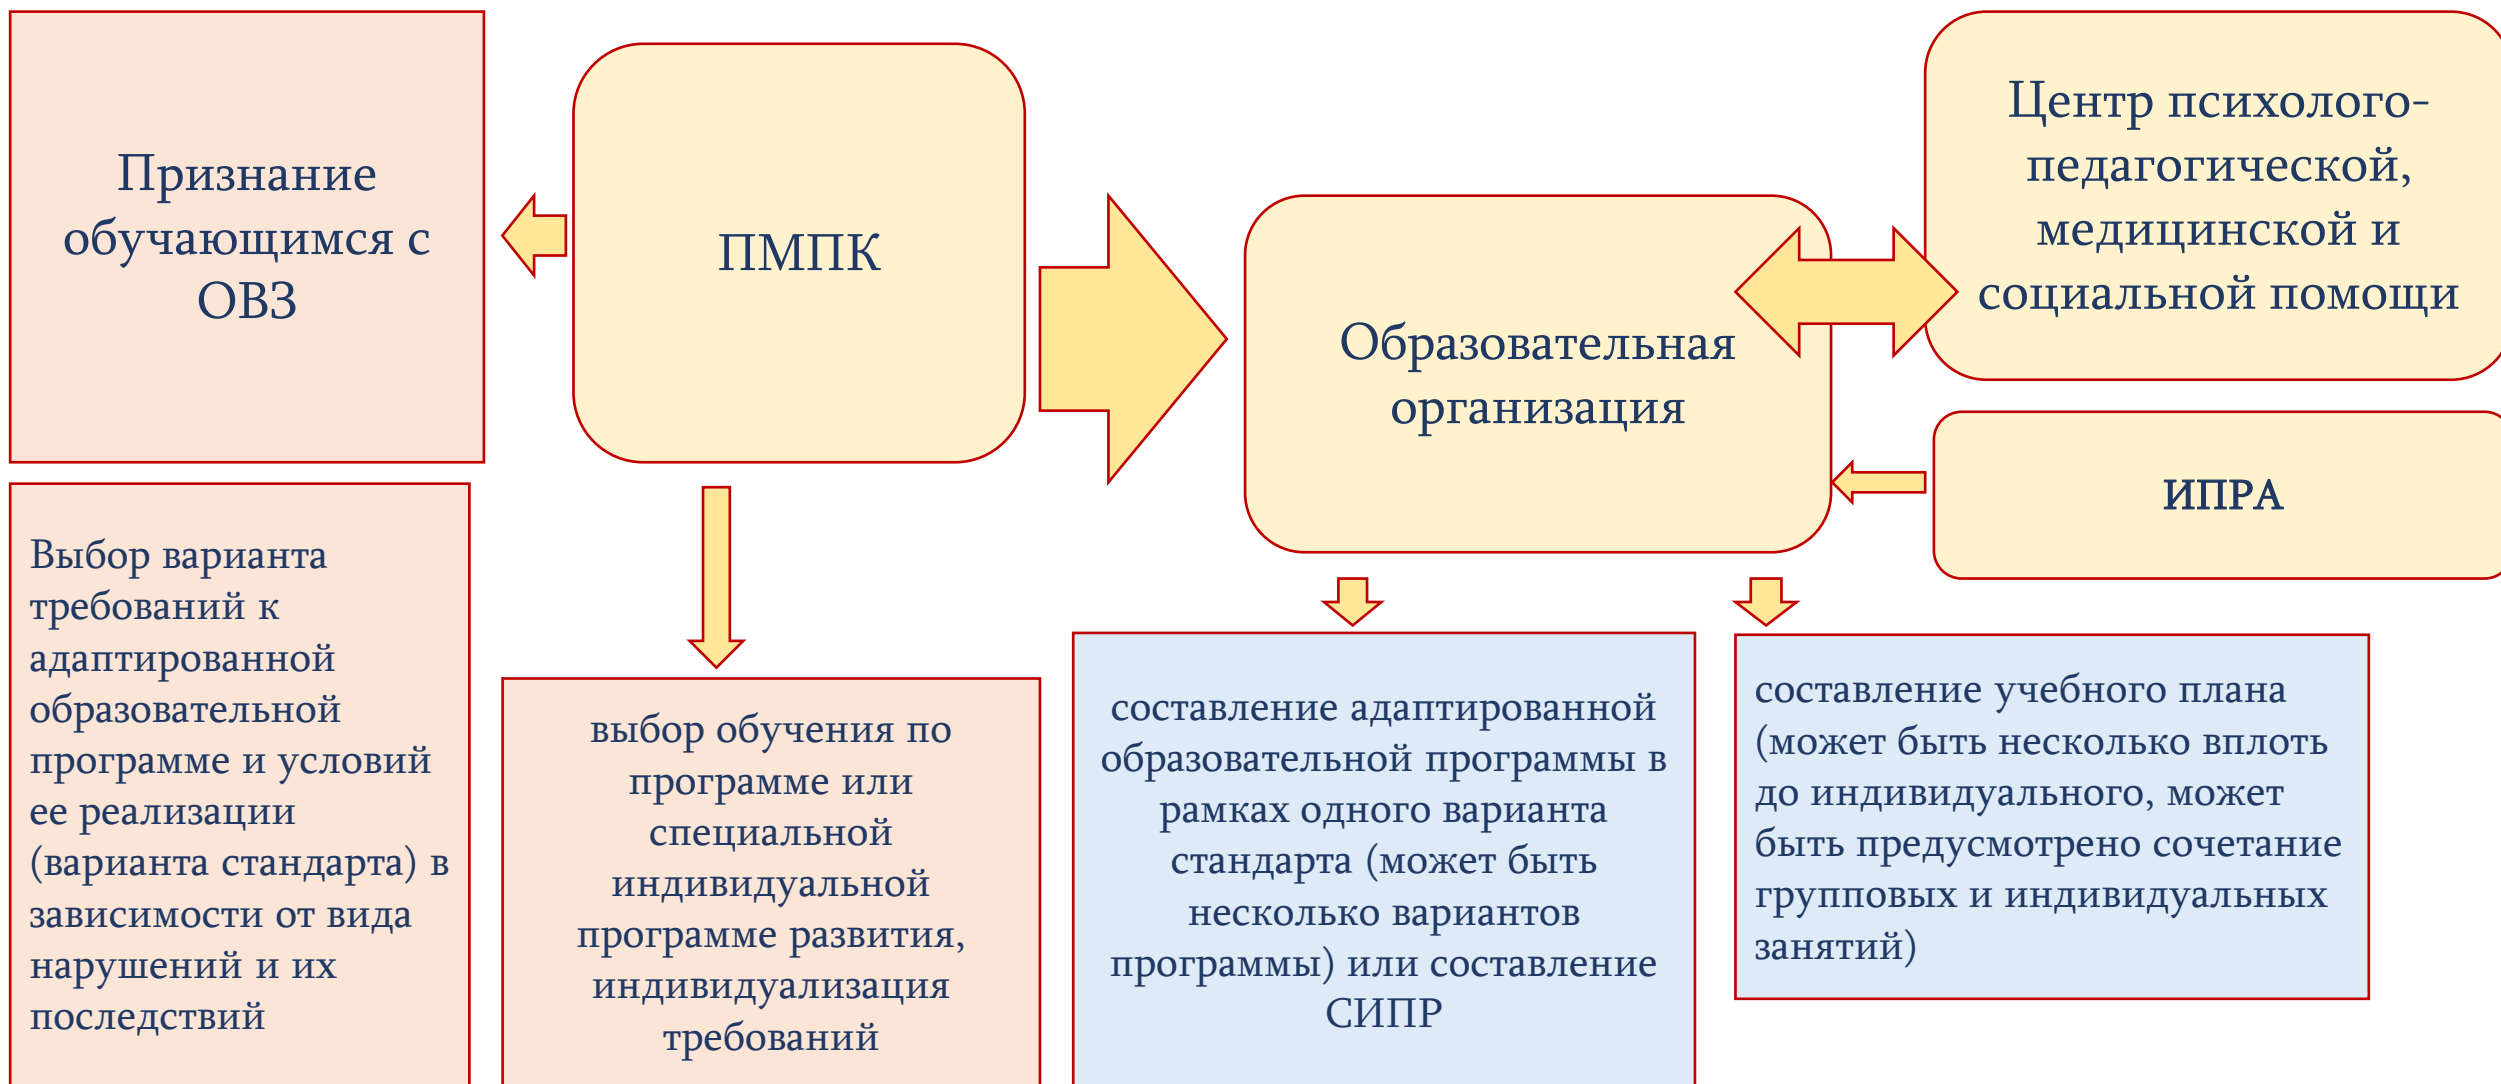 Признание
обучающимся с
ОВЗ
ПМПК
Образовательная
организация
Центр психолого-
педагогической,
медицинской и
социальной помощи
ИПРА
Выбор варианта
требований к
адаптированной
образовательной
программе и условий
ее реализации
(варианта стандарта) в
зависимости от вида
нарушений и их
последствий
выбор обучения по
программе или
специальной
индивидуальной
программе развития,
индивидуализация
требований
составление адаптированной
образовательной программы в
рамках одного варианта
стандарта (может быть
несколько вариантов
программы) или составление
СИПР
составление учебного плана
(может быть несколько вплоть
до индивидуального, может
быть предусмотрено сочетание
групповых и индивидуальных
занятий)